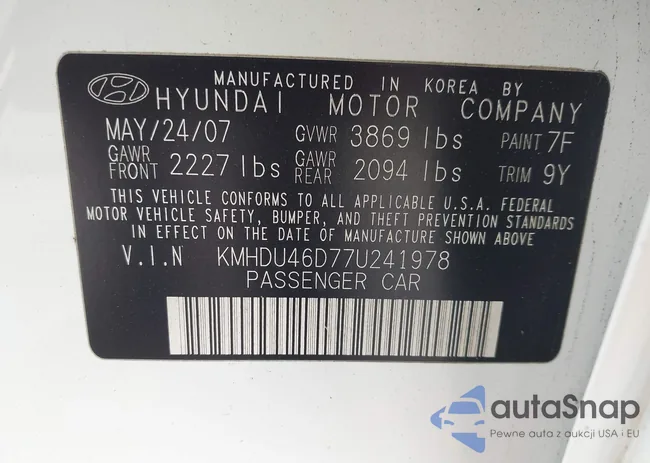 MANUFACTURED IN KOREA BY
HYUNDAI MOTOR COMPANY
MAY/24/07 GVWR 3869 lbs PAINT 7F
GAWR FRONT 2227 lbs GAWR REAR 2094 lbs TRIM 9Y
THIS VEHICLE CONFORMS TO ALL APPLICABLE U.S.A. FEDERAL
MOTOR VEHICLE SAFETY, BUMPER, AND THEFT PREVENTION STANDARDS
IN EFFECT ON THE DATE OF MANUFACTURE SHOWN ABOVE
V.I.N KMHDU46D77U241978
PASSENGER CAR
autaSnap
Pewne auta z aukcji USA i EU